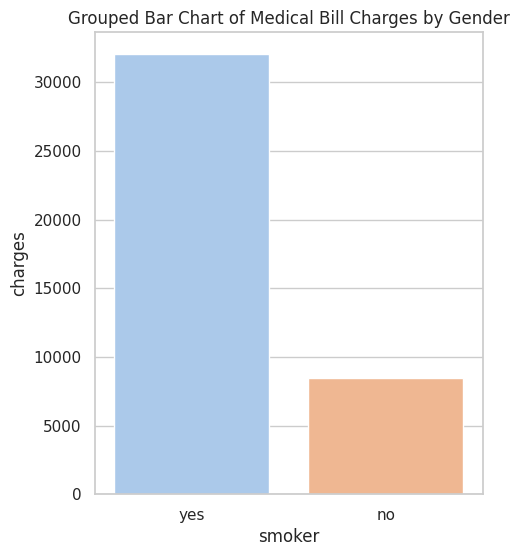 Grouped Bar Chart of Medical Bill Charges by Gender
30000
25000
20000
15000
10000
5000
0
charges
yes no
smoker